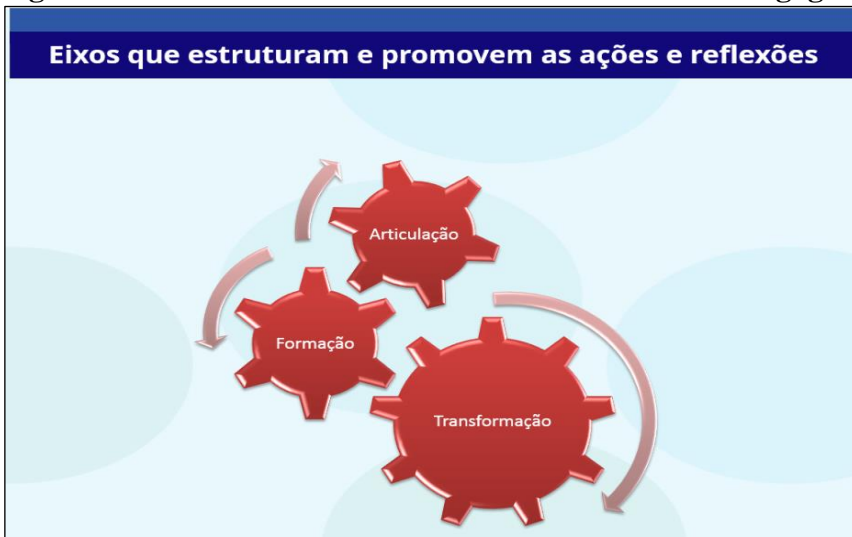 Eixos que estruturam e promovem as ações e reflexões
Articulação
Formação
Transformação